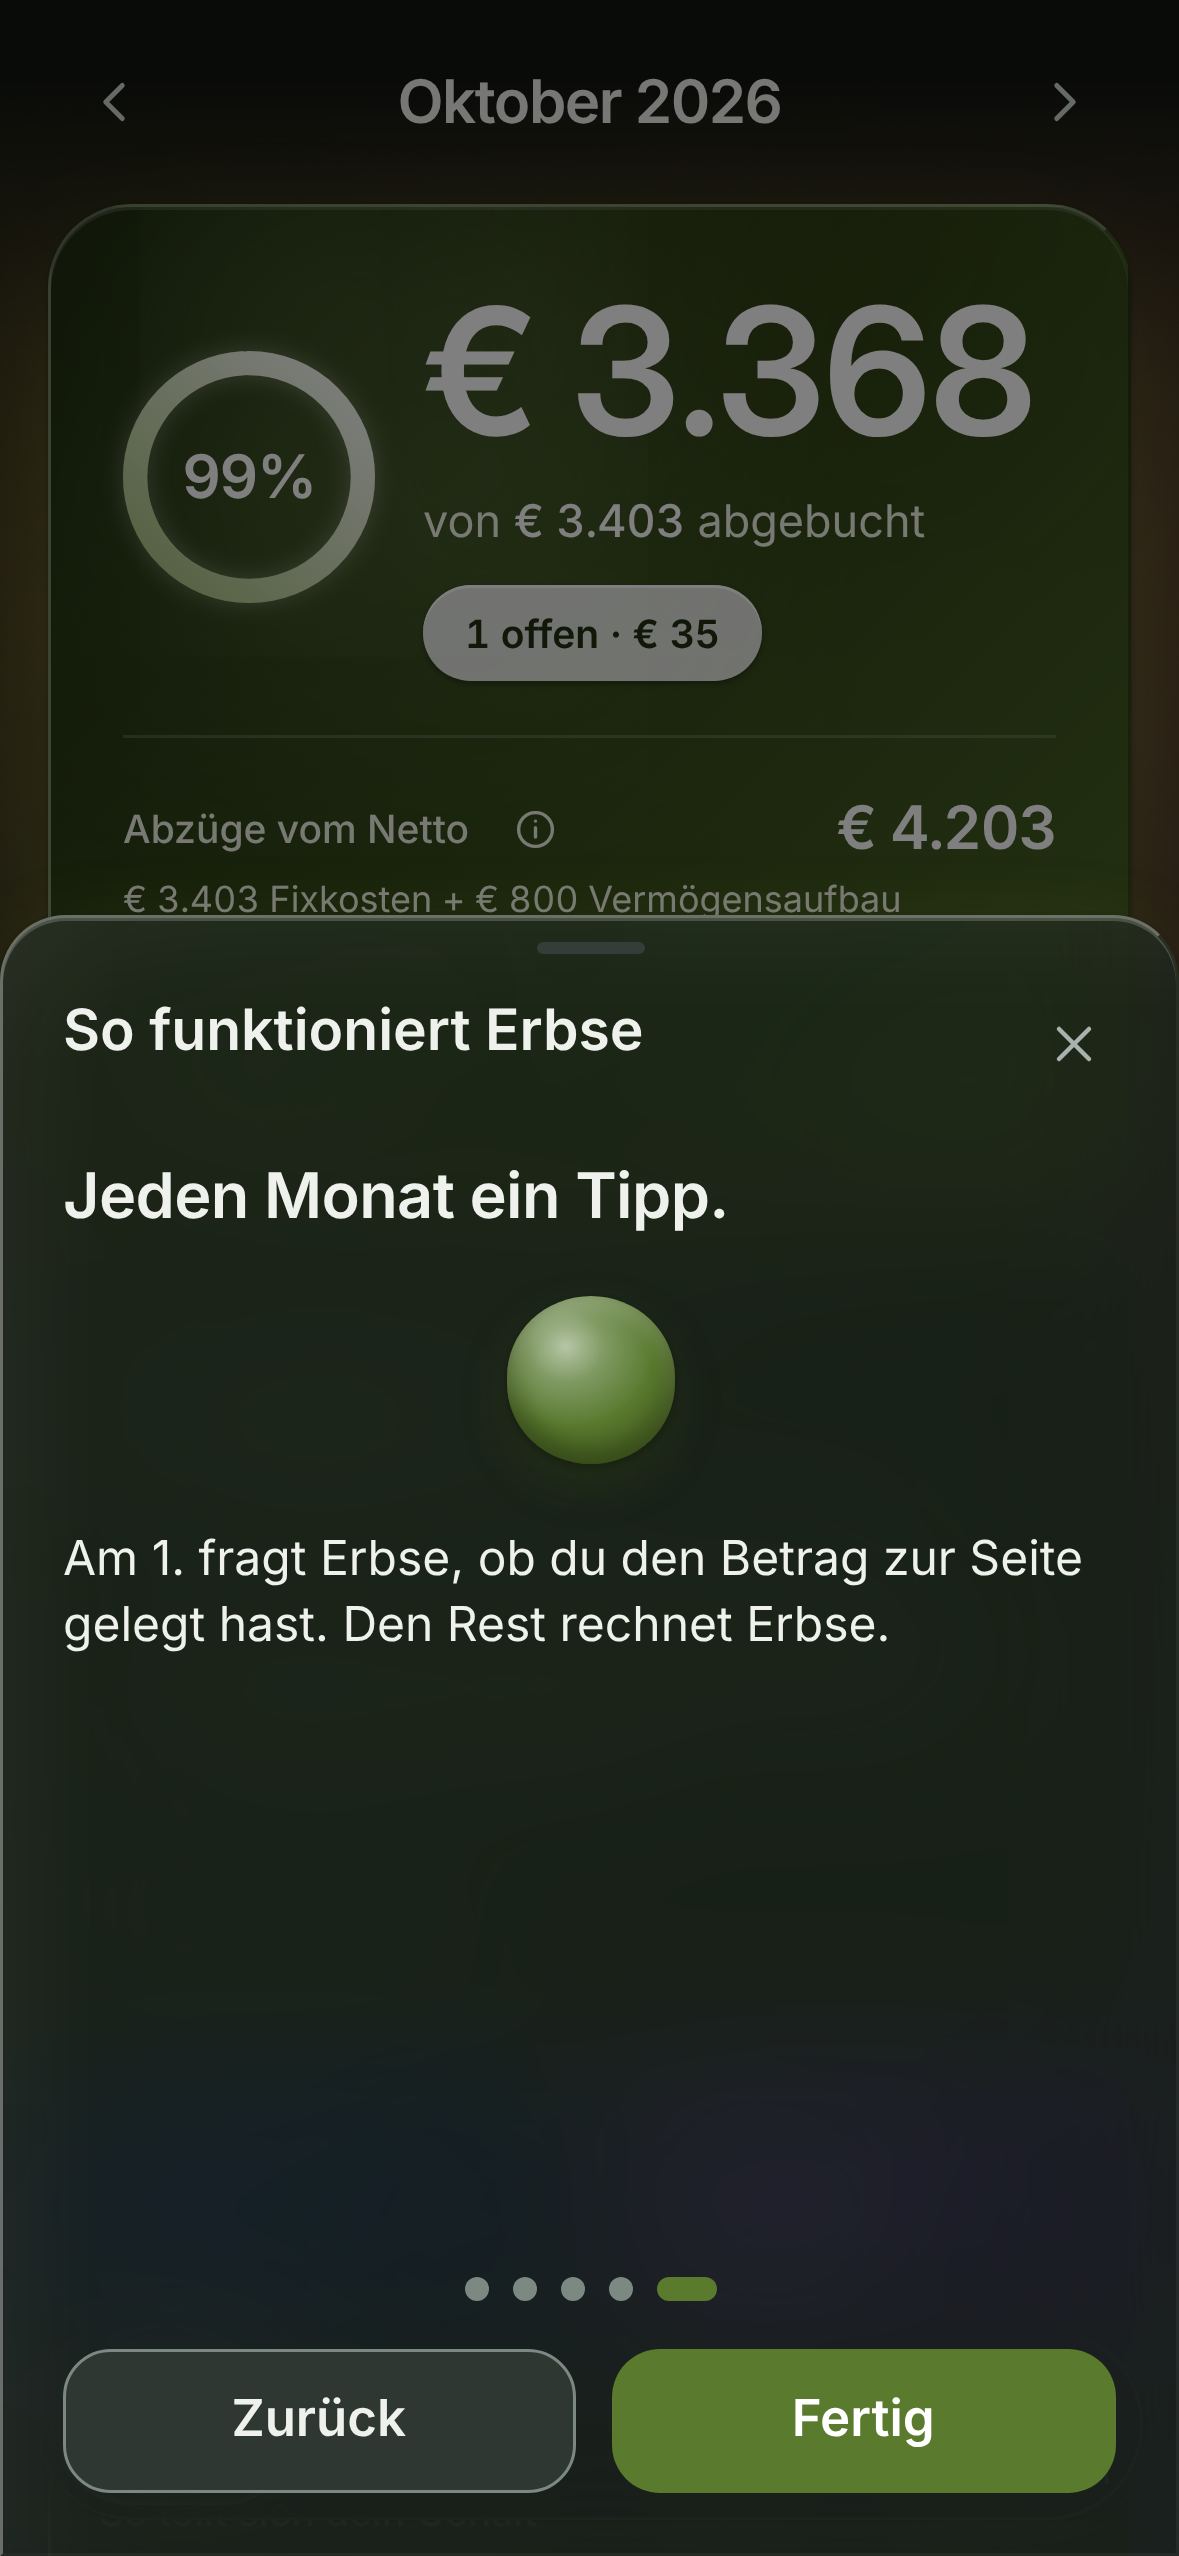 Oktober 2026
€ 3.368
99%
von € 3.403 abgebucht
1 offen · € 35
Abzüge vom Netto
€ 4.203
€ 3.403 Fixkosten + € 800 Vermögensaufbau
So funktioniert Erbse
Jeden Monat ein Tipp.
Am 1. fragt Erbse, ob du den Betrag zur Seite
gelegt hast. Den Rest rechnet Erbse.
Zurück
Fertig